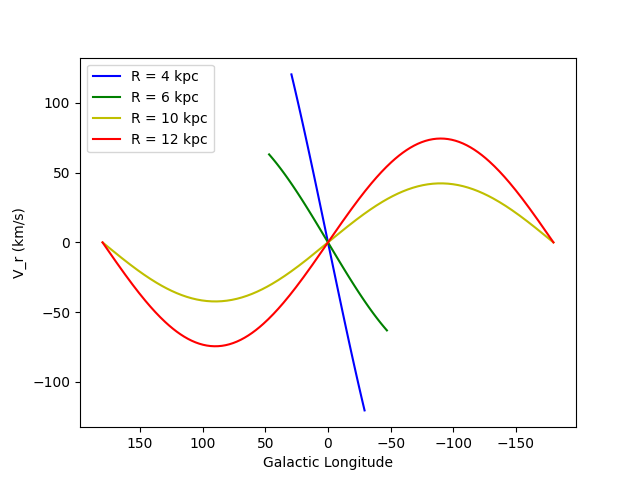 R = 4 kpc
R = 6 kpc
R = 10 kpc
R = 12 kpc
V_r (km/s)
100
50
0
−50
−100
150
100
50
0
−50
−100
−150
Galactic Longitude